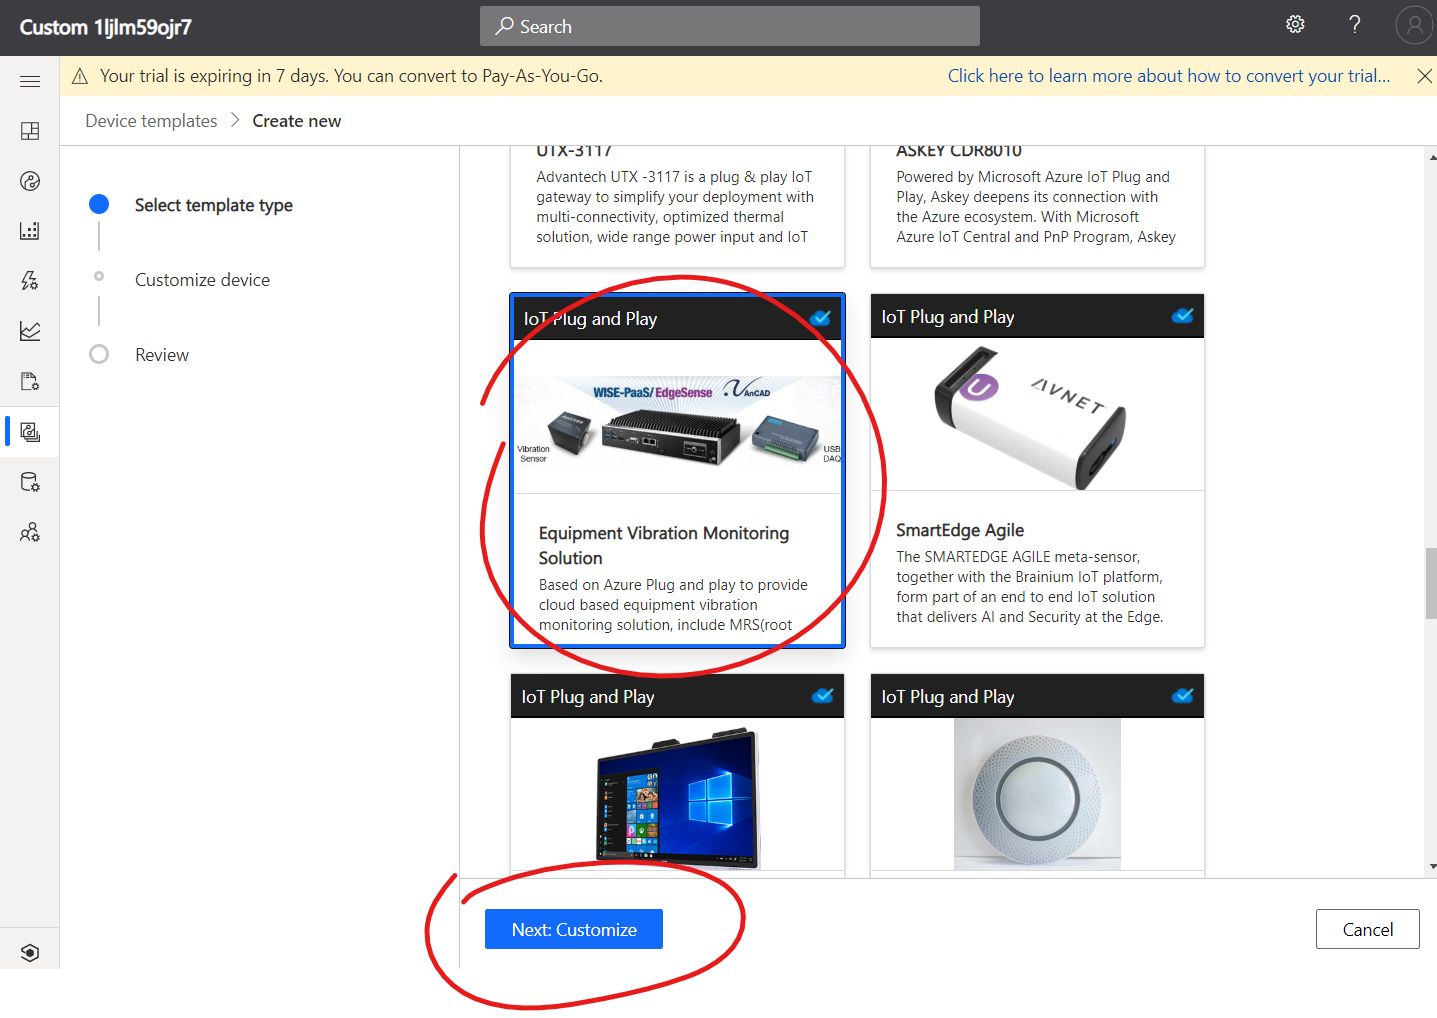 Custom 1ljlm59ojr7
Search
?
Your trial is expiring in 7 days. You can convert to Pay-As-You-Go.
Click here to learn more about how to convert your trial...
Device templates > Create new
Select template type
Customize device
Review
UTX-3117
Advantech UTX -3117 is a plug & play IoT
gateway to simplify your deployment with
multi-connectivity, optimized thermal
solution, wide range power input and IoT
ASKEY CDR8010
Powered by Microsoft Azure IoT Plug and
Play, Askey deepens its connection with
the Azure ecosystem. With Microsoft
Azure IoT Central and PnP Program, Askey
IoT Plug and Play
WISE-PaaS/EdgeSense
VAnCAD
Vibration
Sensor
USB
DAQ
Equipment Vibration Monitoring
Solution
Based on Azure Plug and play to provide
cloud based equipment vibration
monitoring solution, include MRS(root
IoT Plug and Play
U
AVNET
SmartEdge Agile
The SMARTEDGE AGILE meta-sensor,
together with the Brainium IoT platform,
form part of an end to end IoT solution
that delivers AI and Security at the Edge.
IoT Plug and Play
IoT Plug and Play
Next: Customize
Cancel